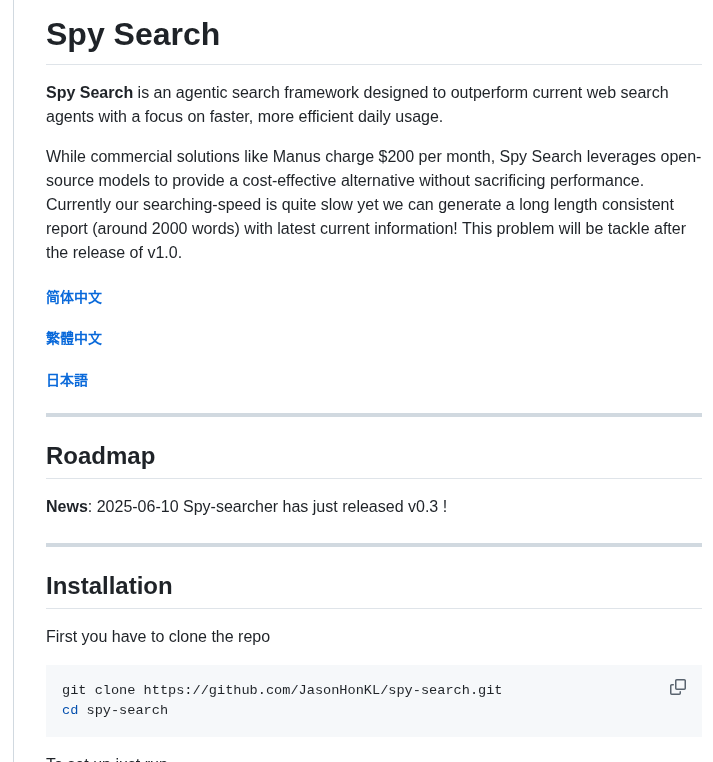 Spy Search
Spy Search is an agentic search framework designed to outperform current web search
agents with a focus on faster, more efficient daily usage.
While commercial solutions like Manus charge $200 per month, Spy Search leverages open-
source models to provide a cost-effective alternative without sacrificing performance.
Currently our searching-speed is quite slow yet we can generate a long length consistent
report (around 2000 words) with latest current information! This problem will be tackle after
the release of v1.0.
简体中文
繁體中文
日本語
Roadmap
News: 2025-06-10 Spy-searcher has just released v0.3 !
Installation
First you have to clone the repo
git clone https://github.com/JasonHonKL/spy-search.git
cd spy-search
To set up just run